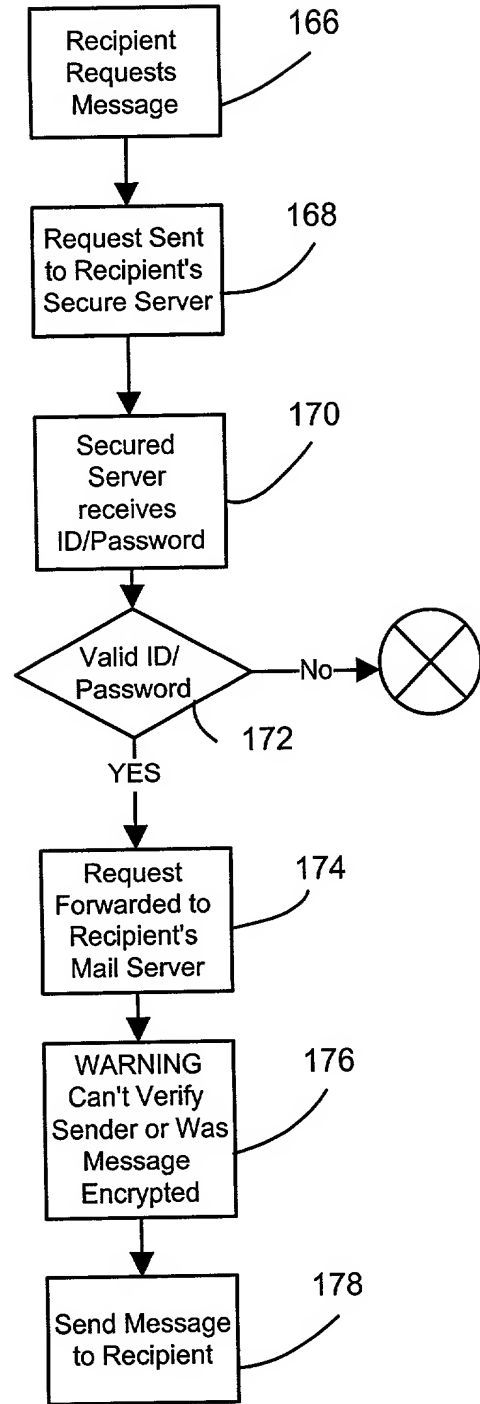 Recipient
Requests
Message
166
Request Sent
to Recipient's
Secure Server
168
Secured
Server
receives
ID/Password
170
Valid ID/
Password
No
172
YES
Request
Forwarded to
Recipient's
Mail Server
174
WARNING
Can't Verify
Sender or Was
Message
Encrypted
176
Send Message
to Recipient
178